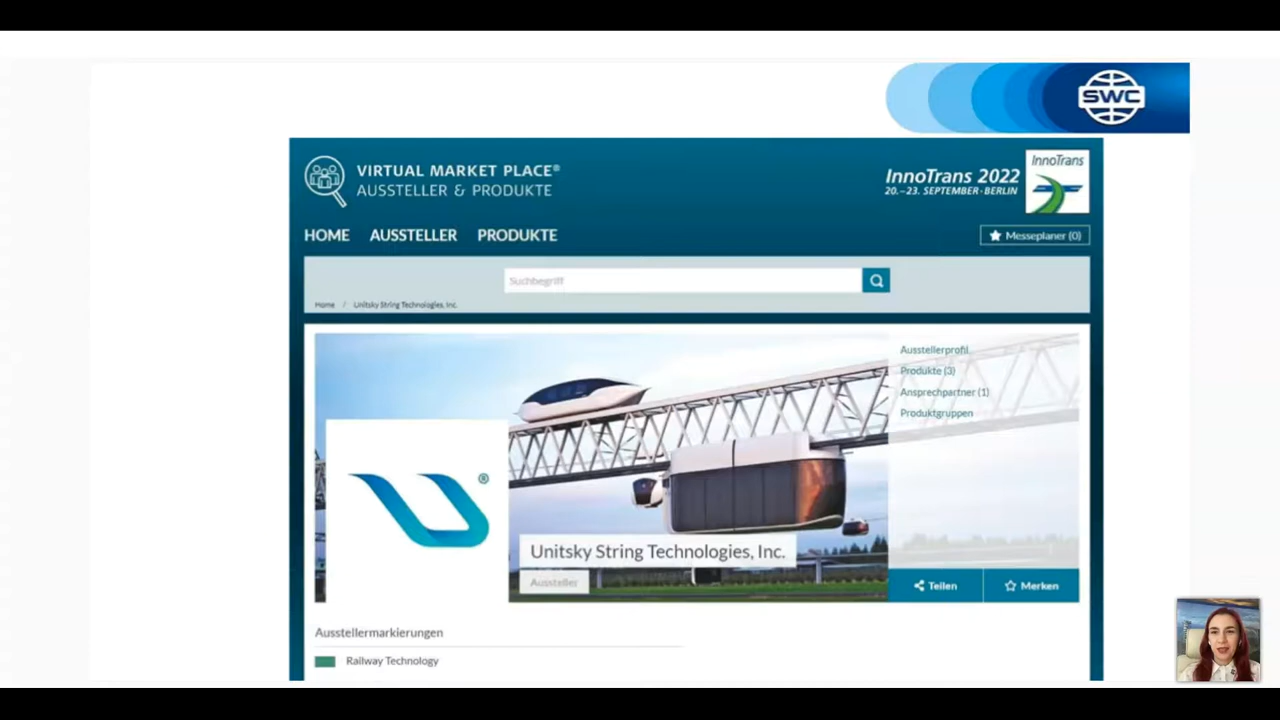 SWC
VIRTUAL MARKET PLACE®
AUSSTELLER & PRODUKTE
InnoTrans 2022
20.–23. SEPTEMBER · BERLIN
InnoTrans
HOME AUSSTELLER PRODUKTE
Messeplaner (0)
Suchbegriff
Home / Unitsky String Technologies, Inc.
Ausstellerprofil
Produkte (3)
Ansprechpartner (1)
Produktgruppen
®
Unitsky String Technologies, Inc.
Aussteller
Teilen Merken
Ausstellermarkierungen
Railway Technology